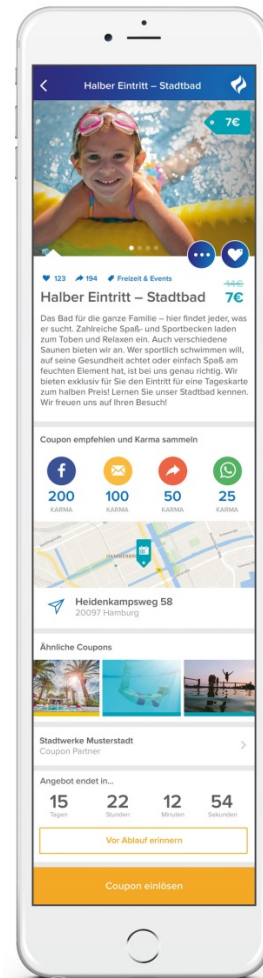 Halber Eintritt – Stadtbad
7€
123 194 Freizeit & Events
14€
Halber Eintritt – Stadtbad 7€
Das Bad für die ganze Familie – hier findet jeder, was
er sucht. Zahlreiche Spaß- und Sportbecken laden
zum Toben und Relaxen ein. Auch verschiedene
Saunen bieten wir an. Wer sportlich schwimmen will,
auf seine Gesundheit achtet oder einfach Spaß am
feuchten Element hat, ist bei uns genau richtig. Wir
bieten exklusiv für Sie den Eintritt für eine Tageskarte
zum halben Preis! Lernen Sie unser Stadtbad kennen.
Wir freuen uns auf Ihren Besuch!
Coupon empfehlen und Karma sammeln
200 100 50 25
KARMA KARMA KARMA KARMA
Heidenkampsweg 58
20097 Hamburg
Ähnliche Coupons
Stadtwerke Musterstadt
Coupon Partner
Angebot endet in...
15 22 12 54
Tagen Stunden Minuten Sekunden
Vor Ablauf erinnern
Coupon einlösen